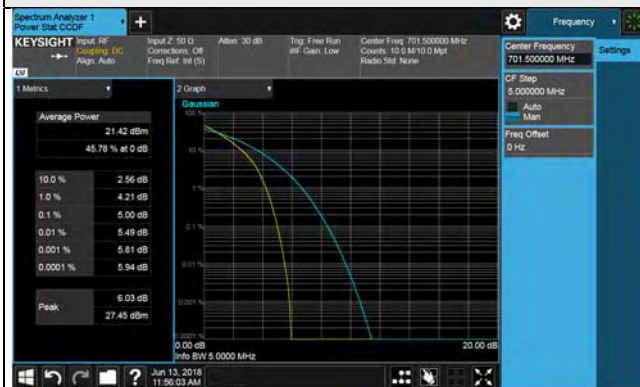 Spectrum Analyzer 1
Power Stat CCDF
Frequency
KEYSIGHT
Input: RF
Coupling: DC
Align: Auto
Input Z: 50 Ω
Corrections: Off
Freq Ref: Int (S)
Atten: 30 dB
Trig: Free Run
#IF Gain: Low
Center Freq: 701.500000 MHz
Counts: 10.0 M/10.0 Mpt
Radio Std: None
Center Frequency
701.500000 MHz
Settings
CF Step
5.000000 MHz
Auto
Man
Freq Offset
0 Hz
LXI
1 Metrics
2 Graph
Gaussian
Average Power
21.42 dBm
45.78 % at 0 dB
10.0 % 2.56 dB
1.0 % 4.21 dB
0.1 % 5.00 dB
0.01 % 5.49 dB
0.001 % 5.81 dB
0.0001 % 5.94 dB
Peak
6.03 dB
27.45 dBm
100 %
10 %
1 %
0.1 %
0.01 %
0.001 %
0.0001 %
0.00 dB
20.00 dB
Info BW 5.0000 MHz
?
Jun 13, 2018
11:56:03 AM